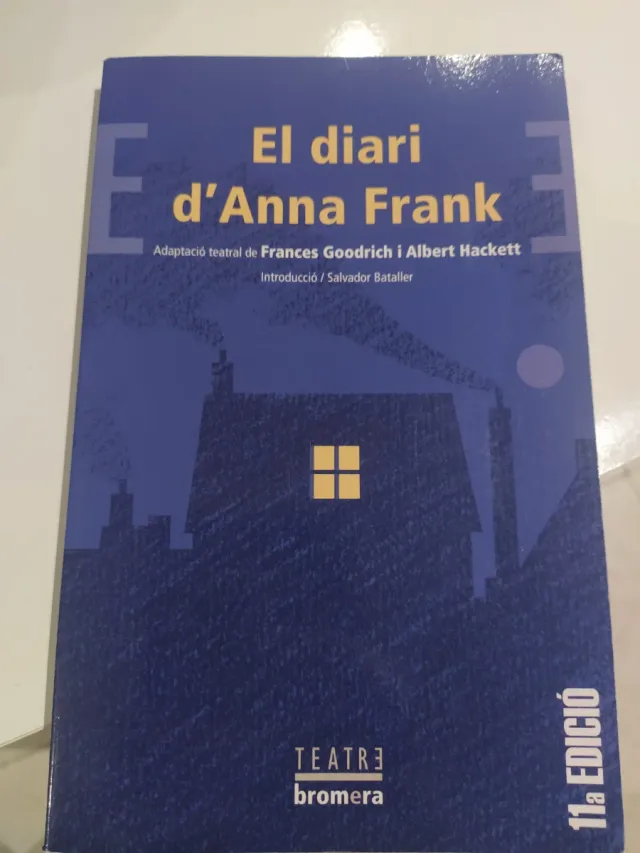 El diari
d'Anna Frank
Adaptació teatral de Frances Goodrich i Albert Hackett
Introducció / Salvador Bataller
TEATRE
bromera
11a EDICIÓ